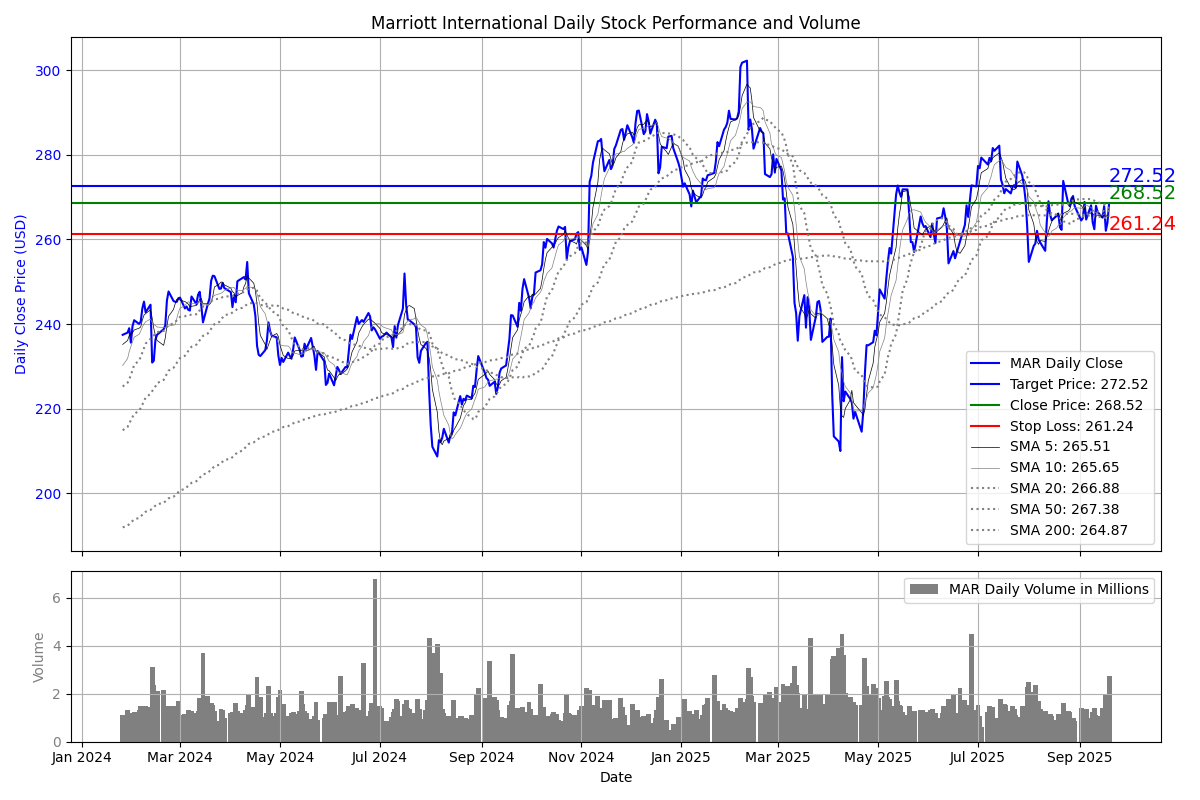 Marriott International Daily Stock Performance and Volume
Daily Close Price (USD)
300
280
260
240
220
200
272.52
268.52
261.24
MAR Daily Close
Target Price: 272.52
Close Price: 268.52
Stop Loss: 261.24
SMA 5: 265.51
SMA 10: 265.65
SMA 20: 266.88
SMA 50: 267.38
SMA 200: 264.87
Volume
6
4
2
0
MAR Daily Volume in Millions
Jan 2024 Mar 2024 May 2024 Jul 2024 Sep 2024 Nov 2024 Jan 2025 Mar 2025 May 2025 Jul 2025 Sep 2025
Date